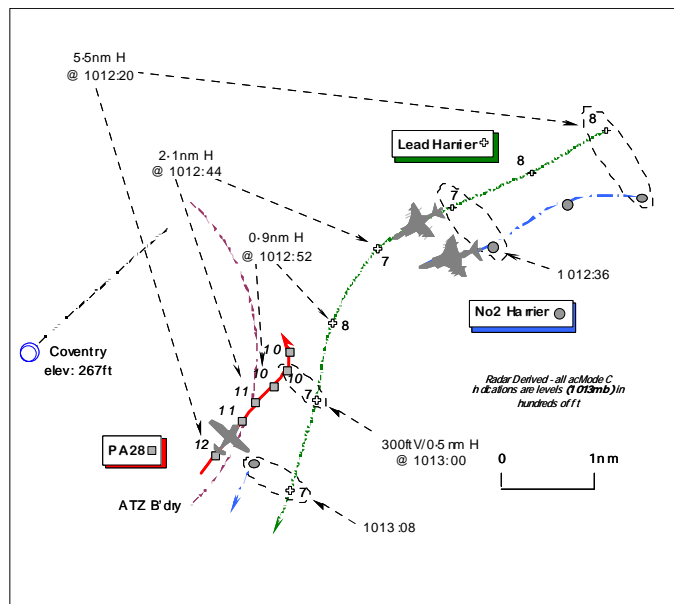 5·5nm H
@ 1012:20
2·1nm H
@ 1012:44
0·9nm H
@ 1012:52
Lead Harrier
8
8
7
7
8
7
7
1012:36
No2 Harrier
Coventry
elev: 267ft
10
10
10
11
11
12
PA28
ATZ B'dry
Radar Derived - all ac Mode C
indications are levels (1013mb) in
hundreds of ft
300ftV/0·5nm H
@ 1013:00
0 1nm
1013:08